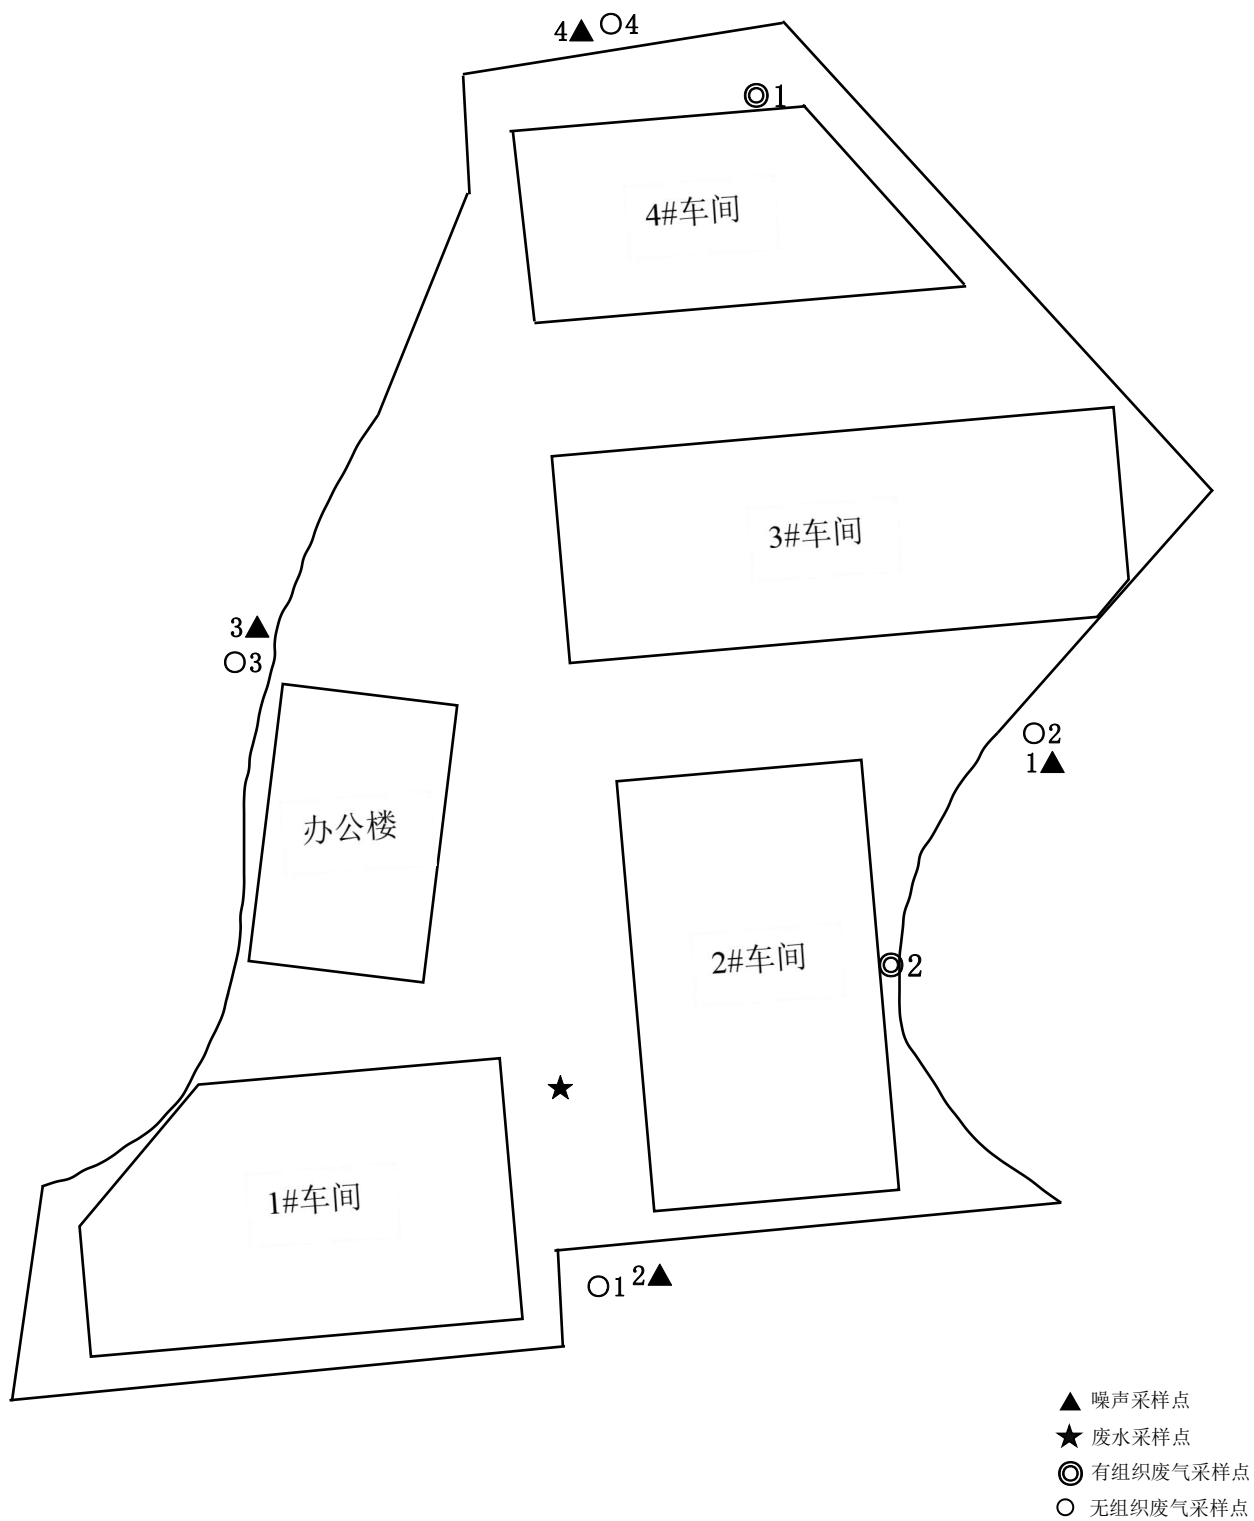 4▲ ○4
◎1
4#车间
3#车间
3▲
○3
○2
1▲
办公楼
2#车间
◎2
★
1#车间
○1 2▲
▲ 噪声采样点
★ 废水采样点
◎ 有组织废气采样点
○ 无组织废气采样点